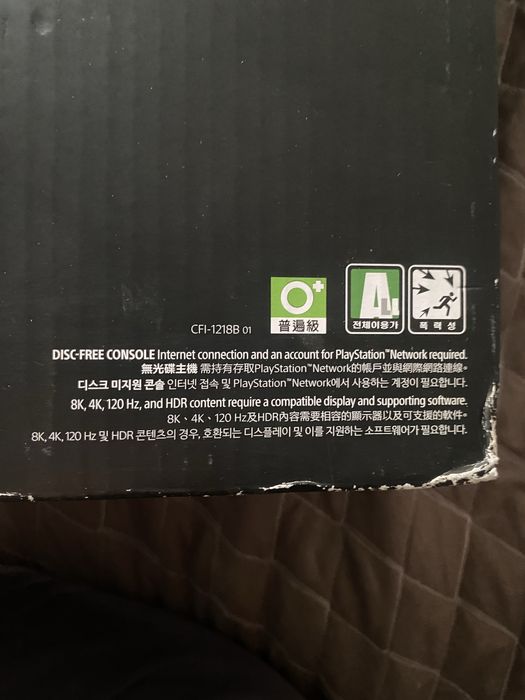 0+
普遍級
ALL
전체이용가
폭력성
CFI-1218B 01
DISC-FREE CONSOLE Internet connection and an account for PlayStation™Network required.
無光碟主機 需持有存取PlayStation™Network的帳戶並與網際網路連線。
디스크 미지원 콘솔 인터넷 접속 및 PlayStation™Network에서 사용하는 계정이 필요합니다.
8K, 4K, 120 Hz, and HDR content require a compatible display and supporting software.
8K、4K、120 Hz及HDR內容需要相容的顯示器以及可支援的軟件。
8K, 4K, 120 Hz 및 HDR 콘텐츠의 경우, 호환되는 디스플레이 및 이를 지원하는 소프트웨어가 필요합니다.